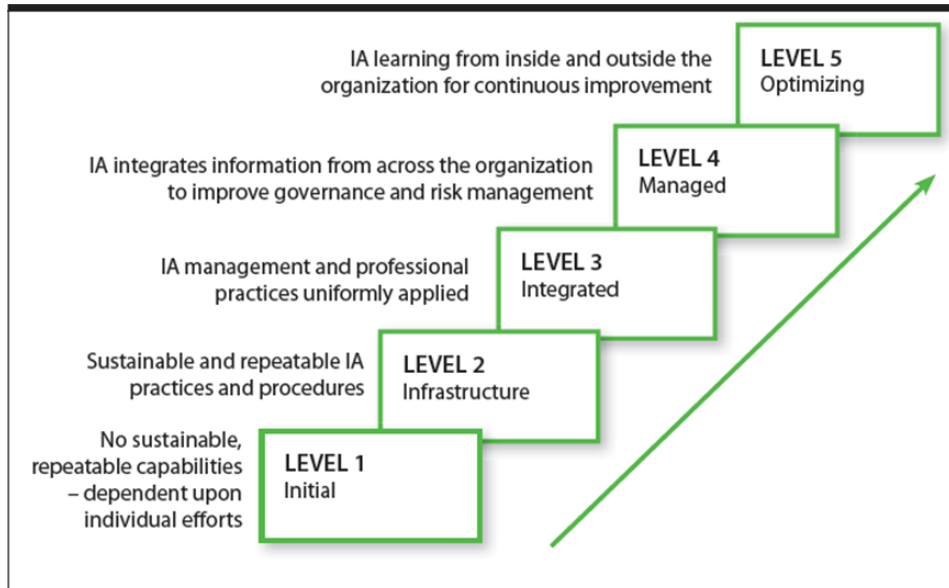 IA learning from inside and outside the
organization for continuous improvement
LEVEL 5
Optimizing
IA integrates information from across the organization
to improve governance and risk management
LEVEL 4
Managed
IA management and professional
practices uniformly applied
LEVEL 3
Integrated
Sustainable and repeatable IA
practices and procedures
LEVEL 2
Infrastructure
No sustainable,
repeatable capabilities
– dependent upon
individual efforts
LEVEL 1
Initial